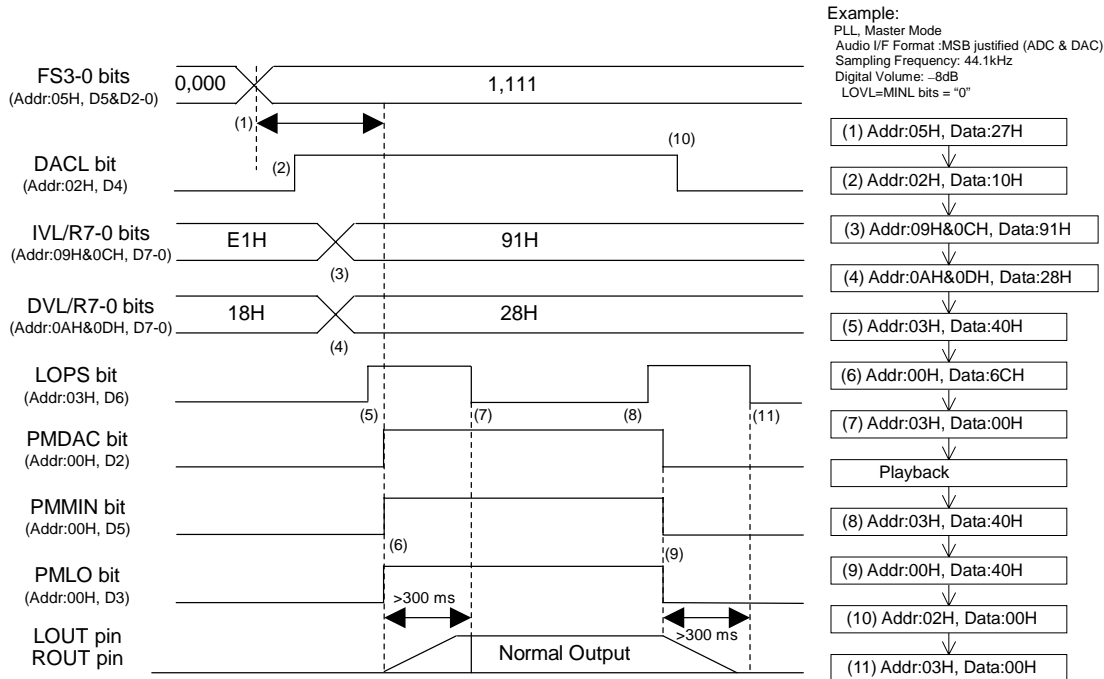 Example:
PLL, Master Mode
Audio I/F Format :MSB justified (ADC & DAC)
Sampling Frequency: 44.1kHz
Digital Volume: −8dB
LOVL=MINL bits = “0”
FS3-0 bits
(Addr:05H, D5&D2-0)
0,000
1,111
(1)
DACL bit
(Addr:02H, D4)
(2)
(10)
IVL/R7-0 bits
(Addr:09H&0CH, D7-0)
E1H
91H
(3)
DVL/R7-0 bits
(Addr:0AH&0DH, D7-0)
18H
28H
(4)
LOPS bit
(Addr:03H, D6)
(5)
(7)
(8)
(11)
PMDAC bit
(Addr:00H, D2)
PMMIN bit
(Addr:00H, D5)
(6)
(9)
PMLO bit
(Addr:00H, D3)
>300 ms
>300 ms
LOUT pin
ROUT pin
Normal Output
(1) Addr:05H, Data:27H
(2) Addr:02H, Data:10H
(3) Addr:09H&0CH, Data:91H
(4) Addr:0AH&0DH, Data:28H
(5) Addr:03H, Data:40H
(6) Addr:00H, Data:6CH
(7) Addr:03H, Data:00H
Playback
(8) Addr:03H, Data:40H
(9) Addr:00H, Data:40H
(10) Addr:02H, Data:00H
(11) Addr:03H, Data:00H